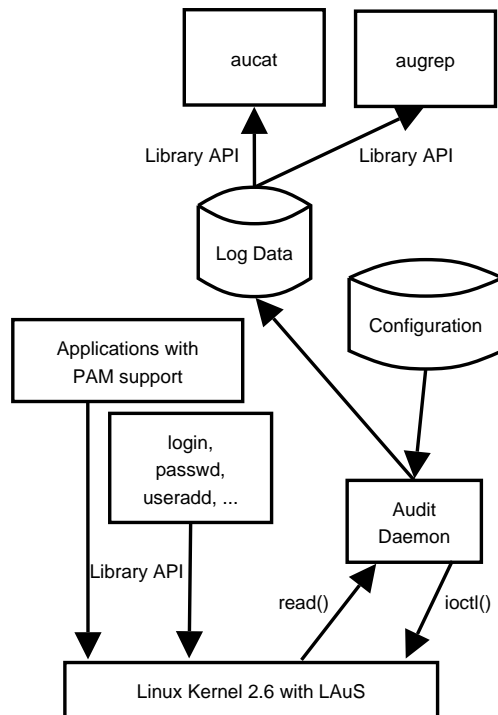 aucat
augrep
Library API
Library API
Log Data
Configuration
Applications with
PAM support
login,
passwd,
useradd, ...
Audit
Daemon
Library API
read()
ioctl()
Linux Kernel 2.6 with LAuS